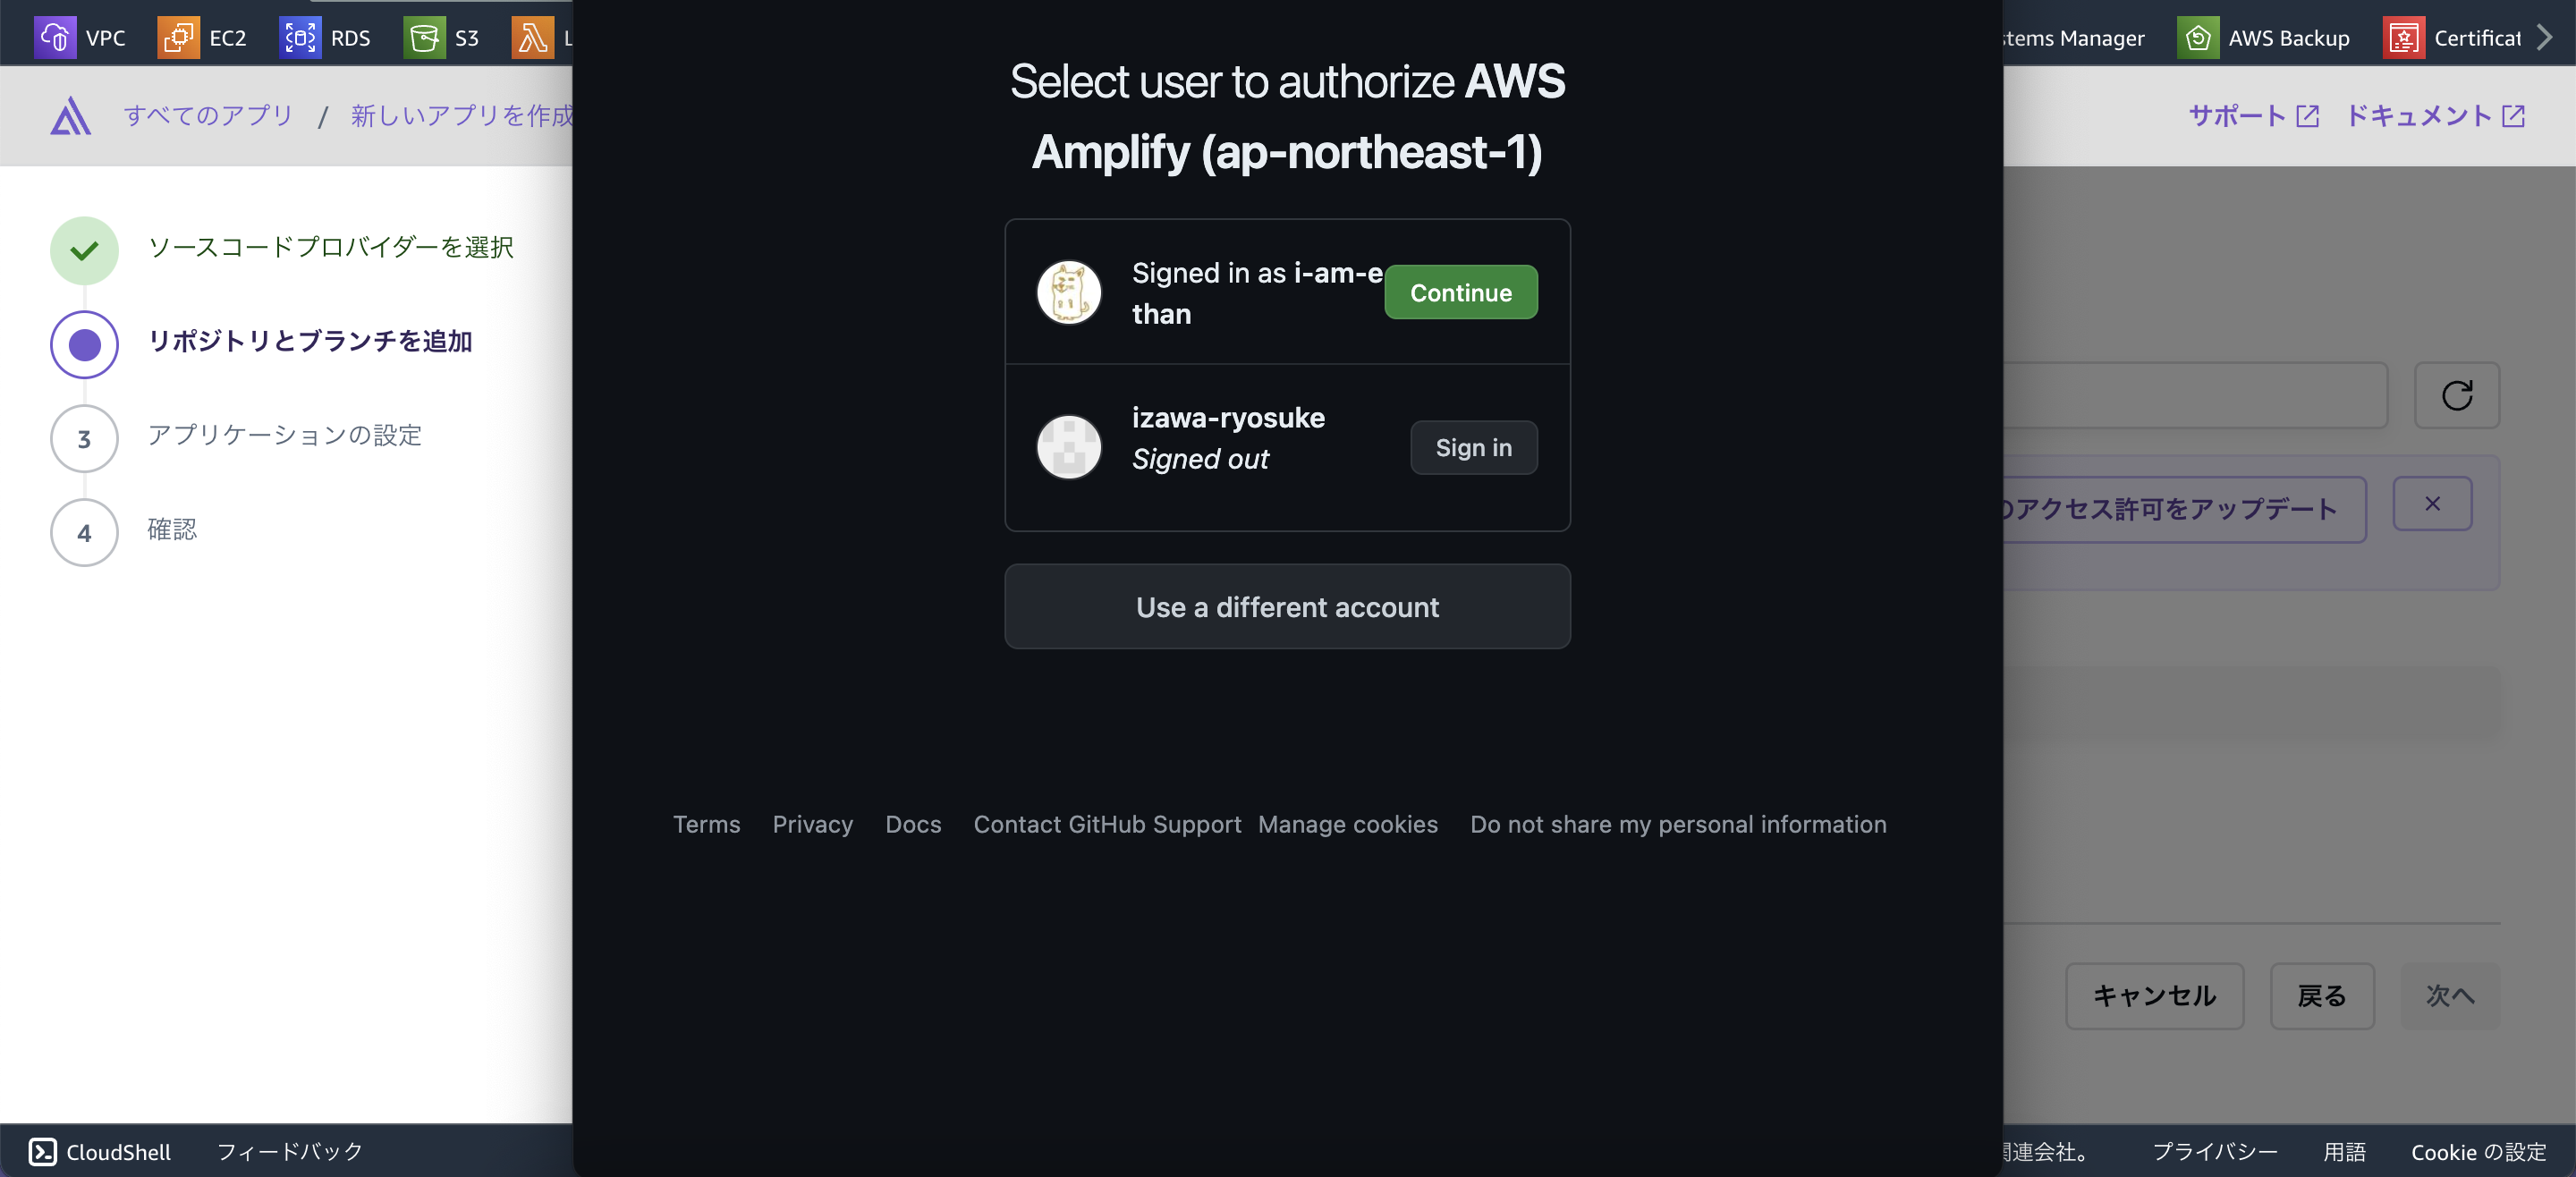 VPC EC2 RDS S3
stems Manager AWS Backup Certificat
すべてのアプリ / 新しいアプリを作成
サポート ドキュメント
ソースコードプロバイダーを選択
リポジトリとブランチを追加
3 アプリケーションの設定
4 確認
Select user to authorize AWS
Amplify (ap-northeast-1)
Signed in as i-am-e
than
Continue
izawa-ryosuke
Signed out
Sign in
Use a different account
Terms Privacy Docs Contact GitHub Support Manage cookies Do not share my personal information
のアクセス許可をアップデート
キャンセル 戻る 次へ
CloudShell フィードバック
関連会社。 プライバシー 用語 Cookie の設定